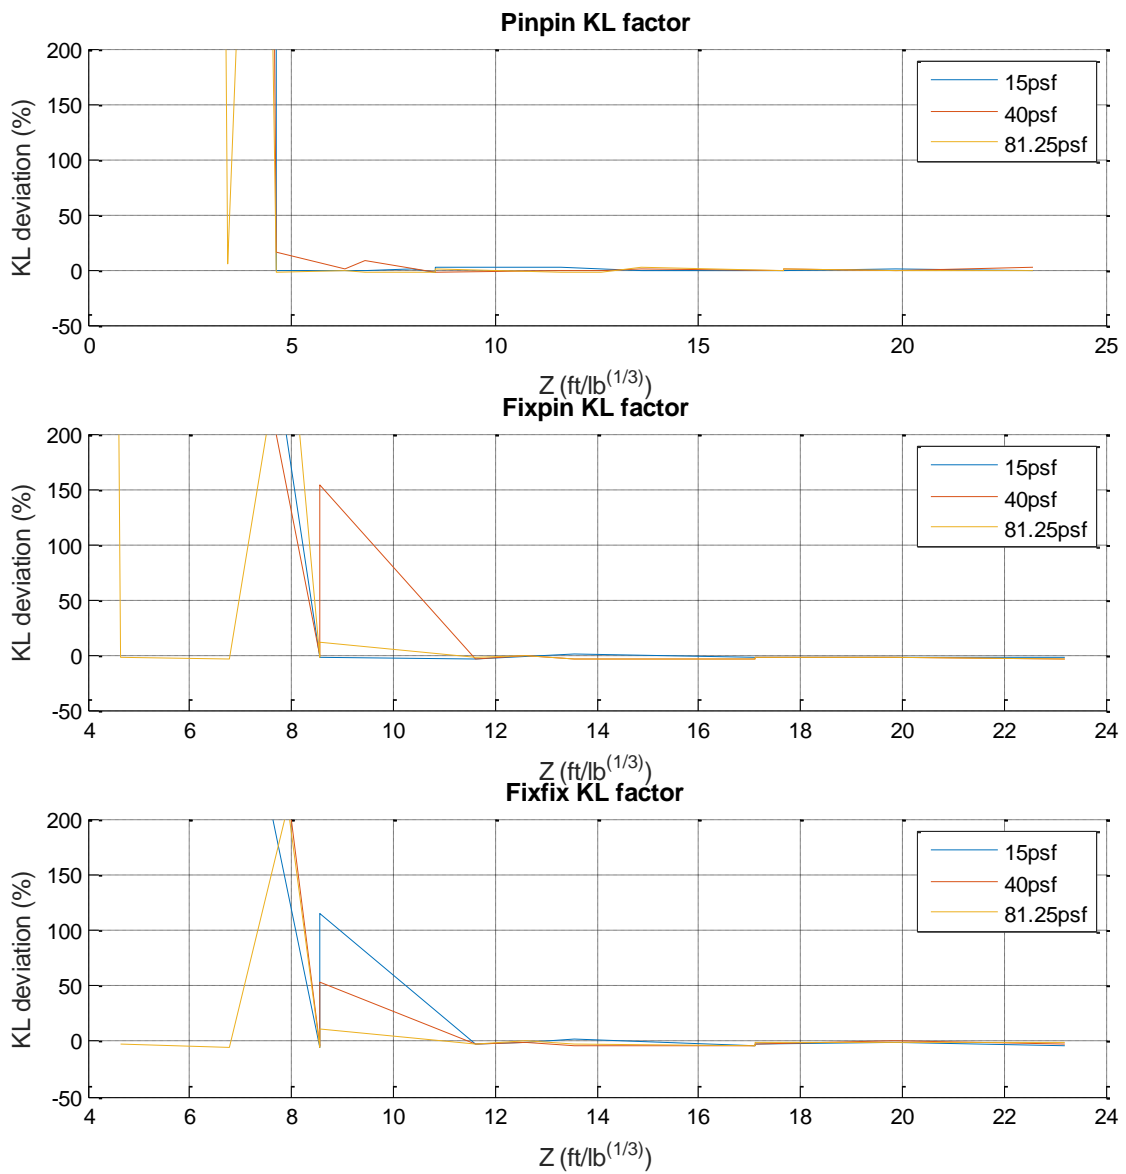 Pinpin KL factor
200
150
100
50
0
-50
KL deviation (%)
15psf
40psf
81.25psf
0 5 10 15 20 25
Z (ft/lb^(1/3))
Fixpin KL factor
200
150
100
50
0
-50
KL deviation (%)
15psf
40psf
81.25psf
4 6 8 10 12 14 16 18 20 22 24
Z (ft/lb^(1/3))
Fixfix KL factor
200
150
100
50
0
-50
KL deviation (%)
15psf
40psf
81.25psf
4 6 8 10 12 14 16 18 20 22 24
Z (ft/lb^(1/3))